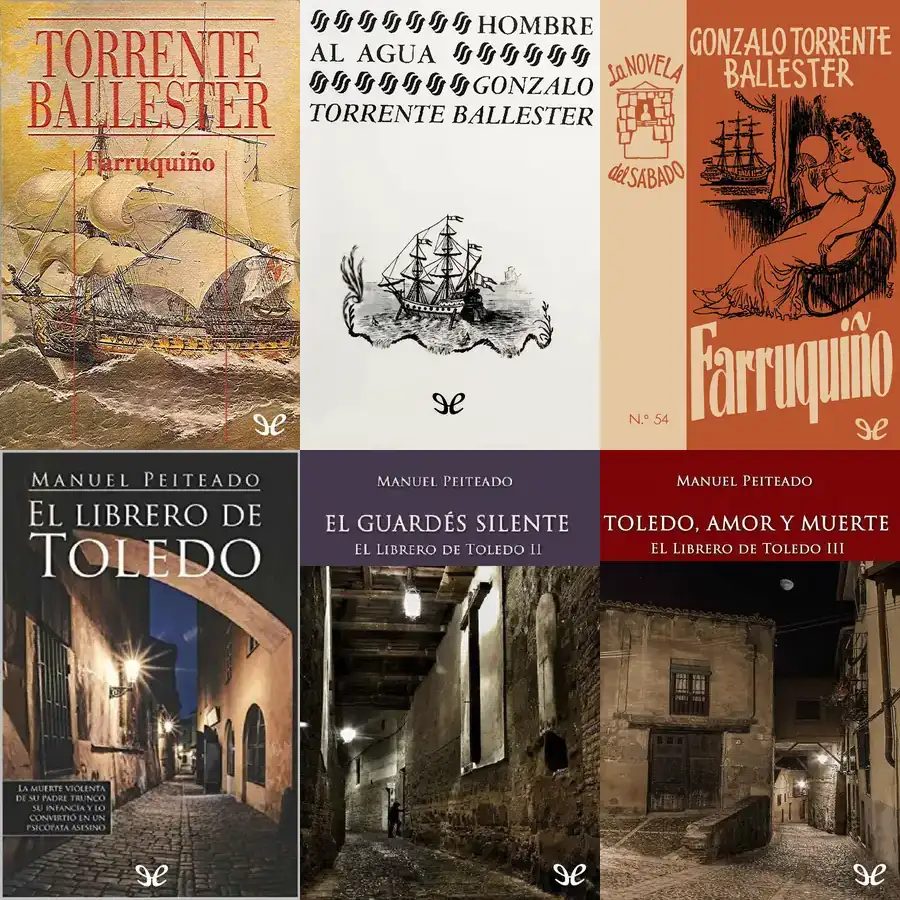 TORRENTE
BALLESTER
Farruquiño
HOMBRE
AL AGUA
GONZALO
TORRENTE BALLESTER
La NOVELA
del SÁBADO
N.º 54
GONZALO TORRENTE
BALLESTER
Farruquiño
MANUEL PEITEADO
EL LIBRERO DE
TOLEDO
LA MUERTE VIOLENTA
DE SU PADRE TRUNCÓ
SU INFANCIA Y LO
CONVIRTIÓ EN UN
PSICÓPATA ASESINO
MANUEL PEITEADO
EL GUARDÉS SILENTE
EL LIBRERO DE TOLEDO II
MANUEL PEITEADO
TOLEDO, AMOR Y MUERTE
EL LIBRERO DE TOLEDO III